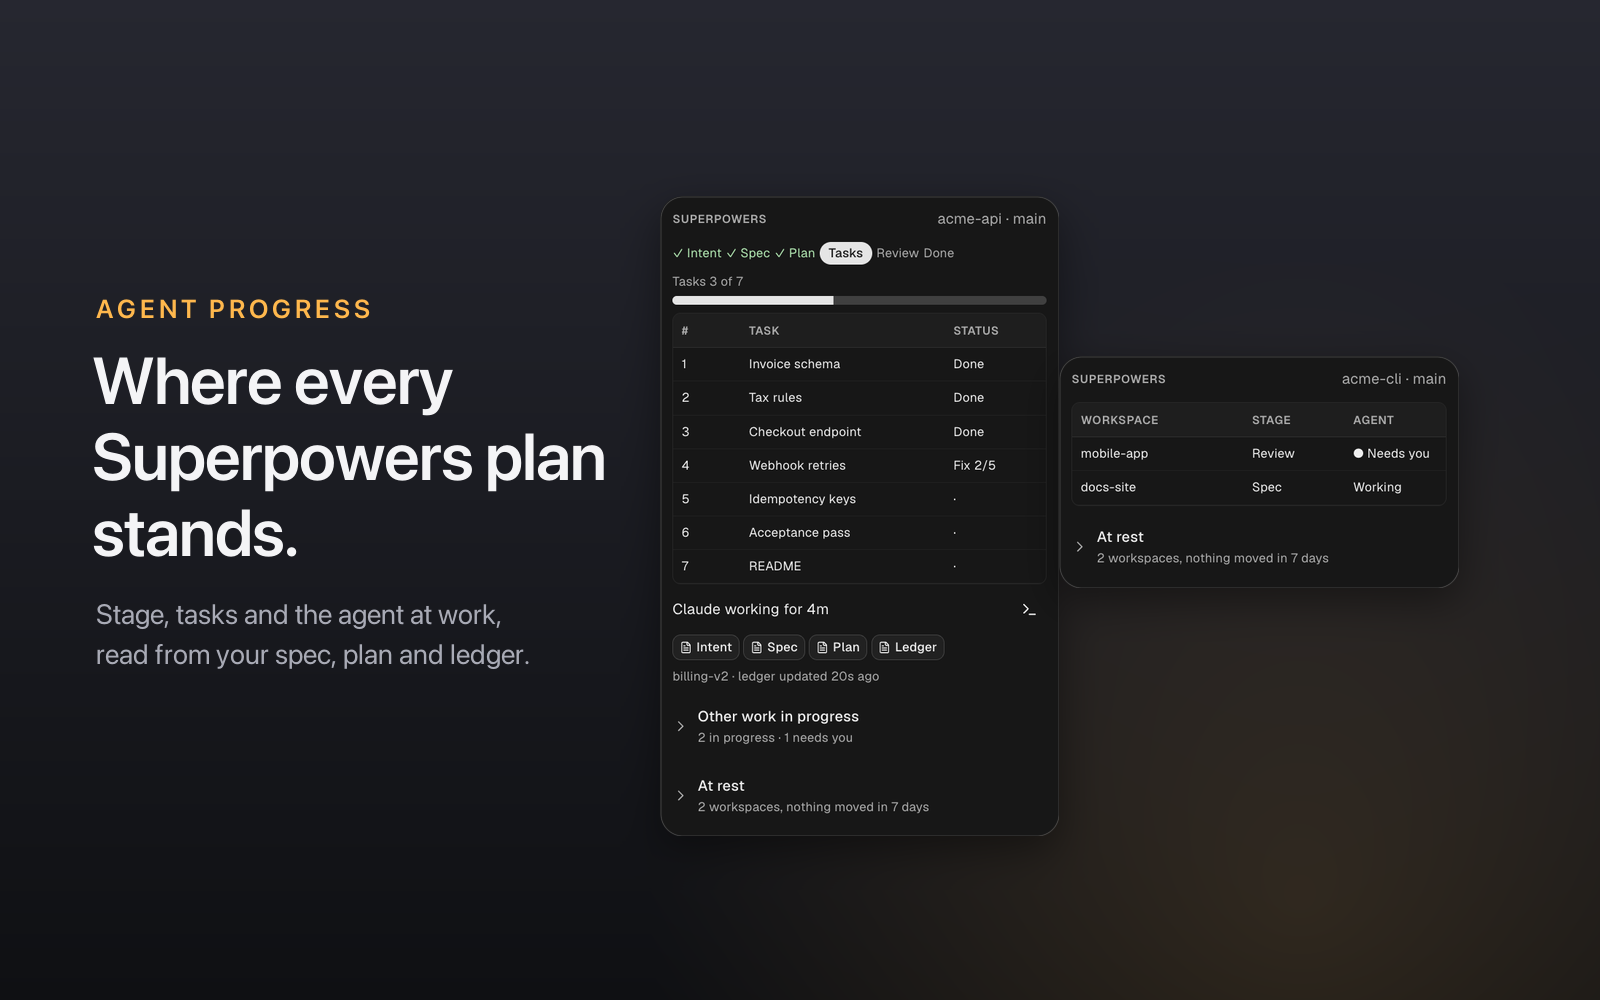 AGENT PROGRESS
Where every
Superpowers plan
stands.
Stage, tasks and the agent at work,
read from your spec, plan and ledger.
SUPERPOWERS acme-api · main
✓ Intent ✓ Spec ✓ Plan Tasks Review Done
Tasks 3 of 7
# TASK STATUS
1 Invoice schema Done
2 Tax rules Done
3 Checkout endpoint Done
4 Webhook retries Fix 2/5
5 Idempotency keys ·
6 Acceptance pass ·
7 README ·
Claude working for 4m
Intent Spec Plan Ledger
billing-v2 · ledger updated 20s ago
Other work in progress
2 in progress · 1 needs you
At rest
2 workspaces, nothing moved in 7 days
SUPERPOWERS acme-cli · main
WORKSPACE STAGE AGENT
mobile-app Review ● Needs you
docs-site Spec Working
At rest
2 workspaces, nothing moved in 7 days